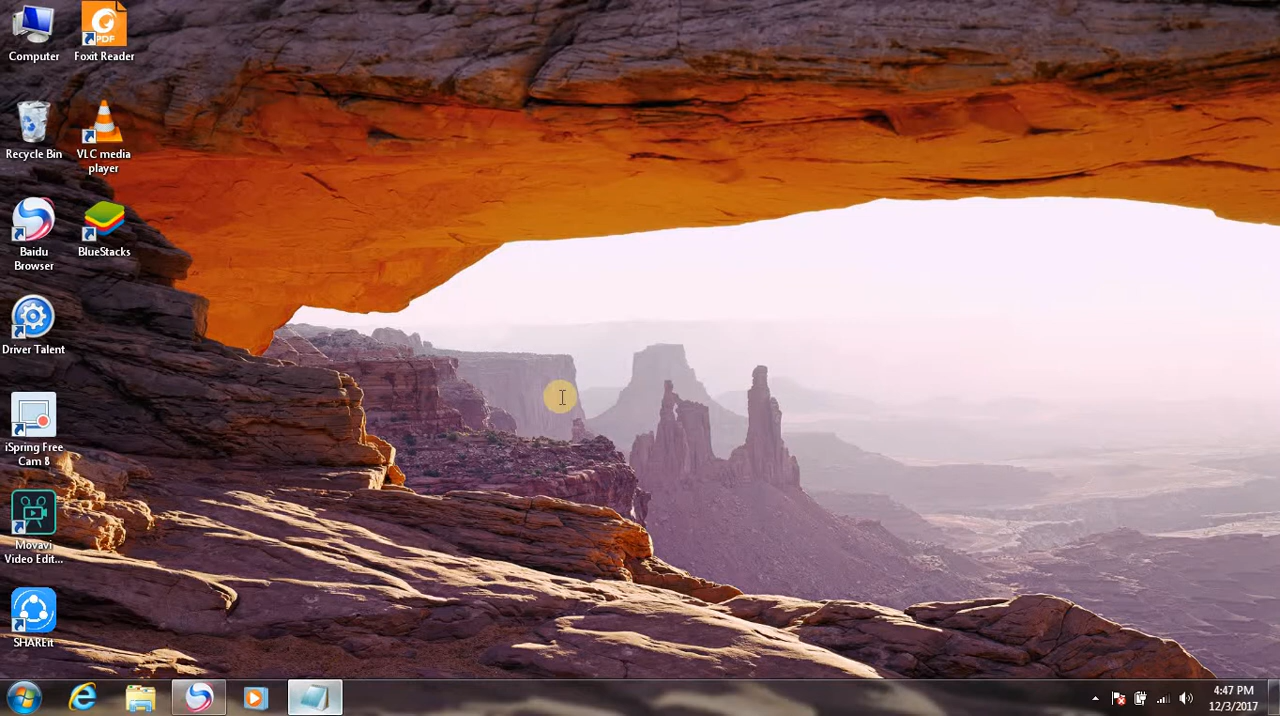 Computer
Foxit Reader
Recycle Bin
VLC media
player
Baidu
Browser
BlueStacks
Driver Talent
iSpring Free
Cam 8
Movavi
Video Edit...
SHAREit
PDF
4:47 PM
12/3/2017